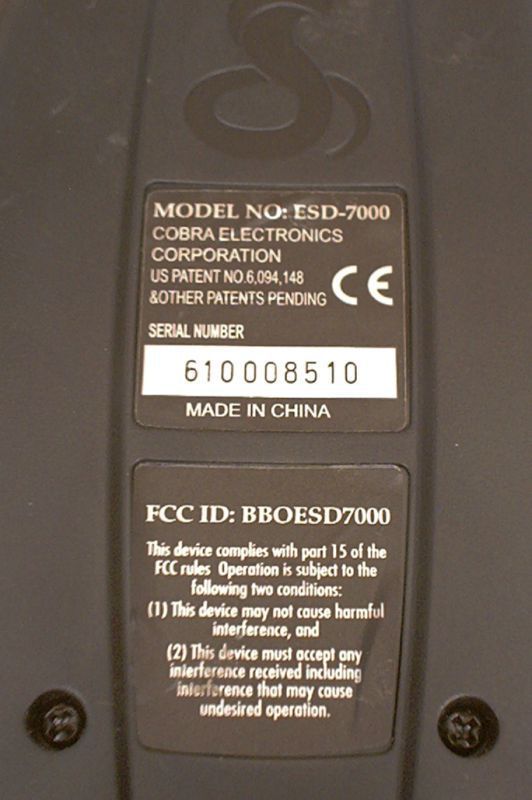 MODEL NO: ESD-7000
COBRA ELECTRONICS
CORPORATION
US PATENT NO.6,094,148
&OTHER PATENTS PENDING
CE
SERIAL NUMBER
610008510
MADE IN CHINA
FCC ID: BBOESD7000
This device complies with part 15 of the
FCC rules Operation is subject to the
following two conditions:
(1) This device may not cause harmful
interference, and
(2) This device must accept any
interference received including
interference that may cause
undesired operation.